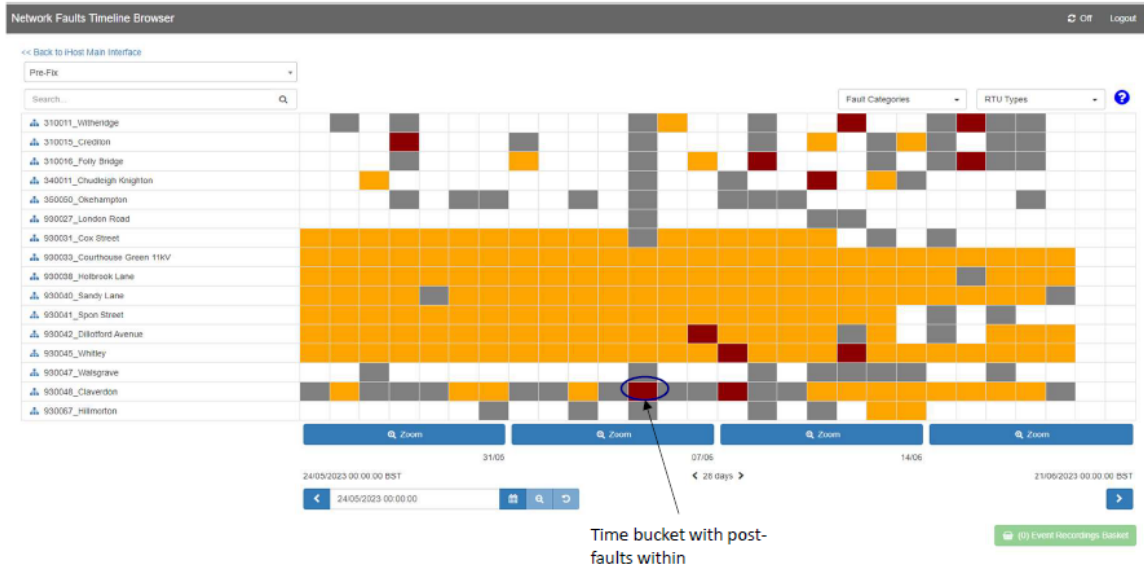 Network Faults Timeline Browser
Off Logout
<< Back to iHost Main Interface
Pre-Fix
Search...
Fault Categories
RTU Types
?
310011_Witheridge
310015_Crediton
310016_Folly Bridge
340011_Chudleigh Knighton
350050_Okehampton
930027_London Road
930031_Cox Street
930033_Courthouse Green 11kV
930038_Holbrook Lane
930040_Sandy Lane
930041_Spon Street
930042_Dillotford Avenue
930045_Whitley
930047_Walsgrave
930048_Claverdon
930067_Hillmorton
Zoom Zoom Zoom Zoom
31/05 07/06 14/06
24/05/2023 00:00:00 BST
28 days
21/06/2023 00:00:00 BST
24/05/2023 00:00:00
(0) Event Recordings Basket
Time bucket with post-
faults within